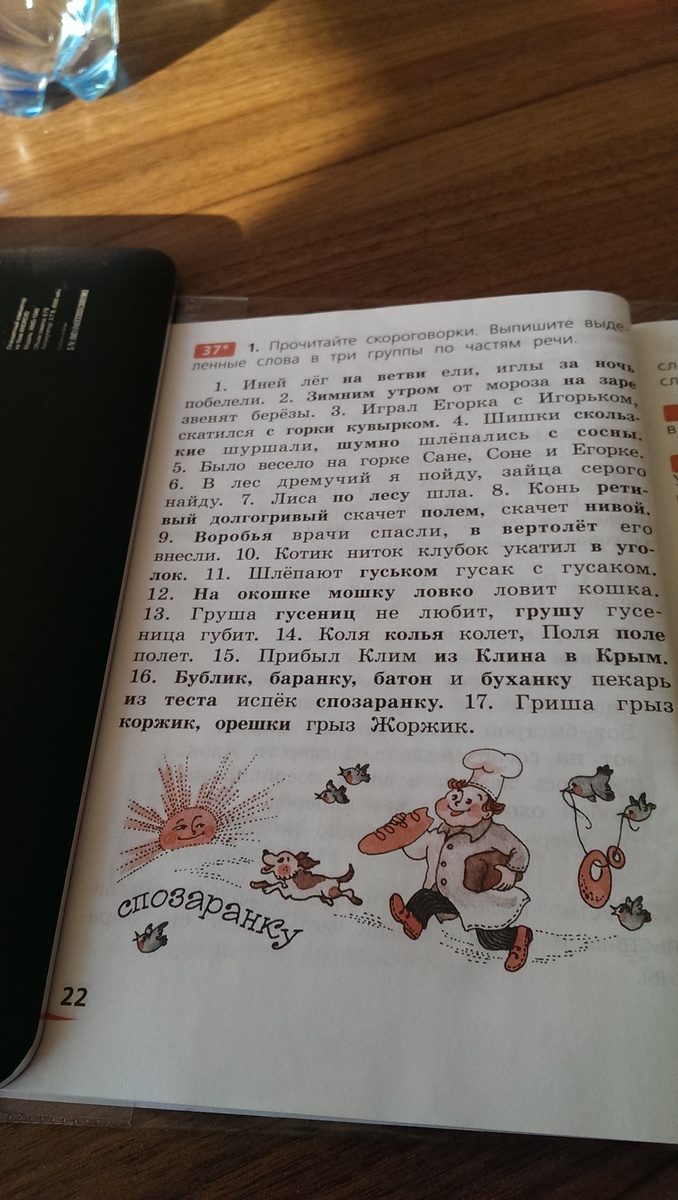 37* 1. Прочитайте скороговорки. Выпишите выде-
ленные слова в три группы по частям речи.
1. Иней лёг на ветви ели, иглы за ночь
побелели. 2. Зимним утром от мороза на заре
звенят берёзы. 3. Играл Егорка с Игорьком,
скатился с горки кувырком. 4. Шишки скольз-
кие шуршали, шумно шлёпались с сосны.
5. Было весело на горке Сане, Соне и Егорке.
6. В лес дремучий я пойду, зайца серого
найду. 7. Лиса по лесу шла. 8. Конь рети-
вый долгогривый скачет полем, скачет нивой.
9. Воробья врачи спасли, в вертолёт его
внесли. 10. Котик ниток клубок укатил в уго-
лок. 11. Шлёпают гуськом гусак с гусаком.
12. На окошке мошку ловко ловит кошка.
13. Груша гусениц не любит, грушу гусе-
ница губит. 14. Коля колья колет, Поля поле
полет. 15. Прибыл Клим из Клина в Крым.
16. Бублик, баранку, батон и буханку пекарь
из теста испёк спозаранку. 17. Гриша грыз
коржик, орешки грыз Жоржик.
спозаранку
22